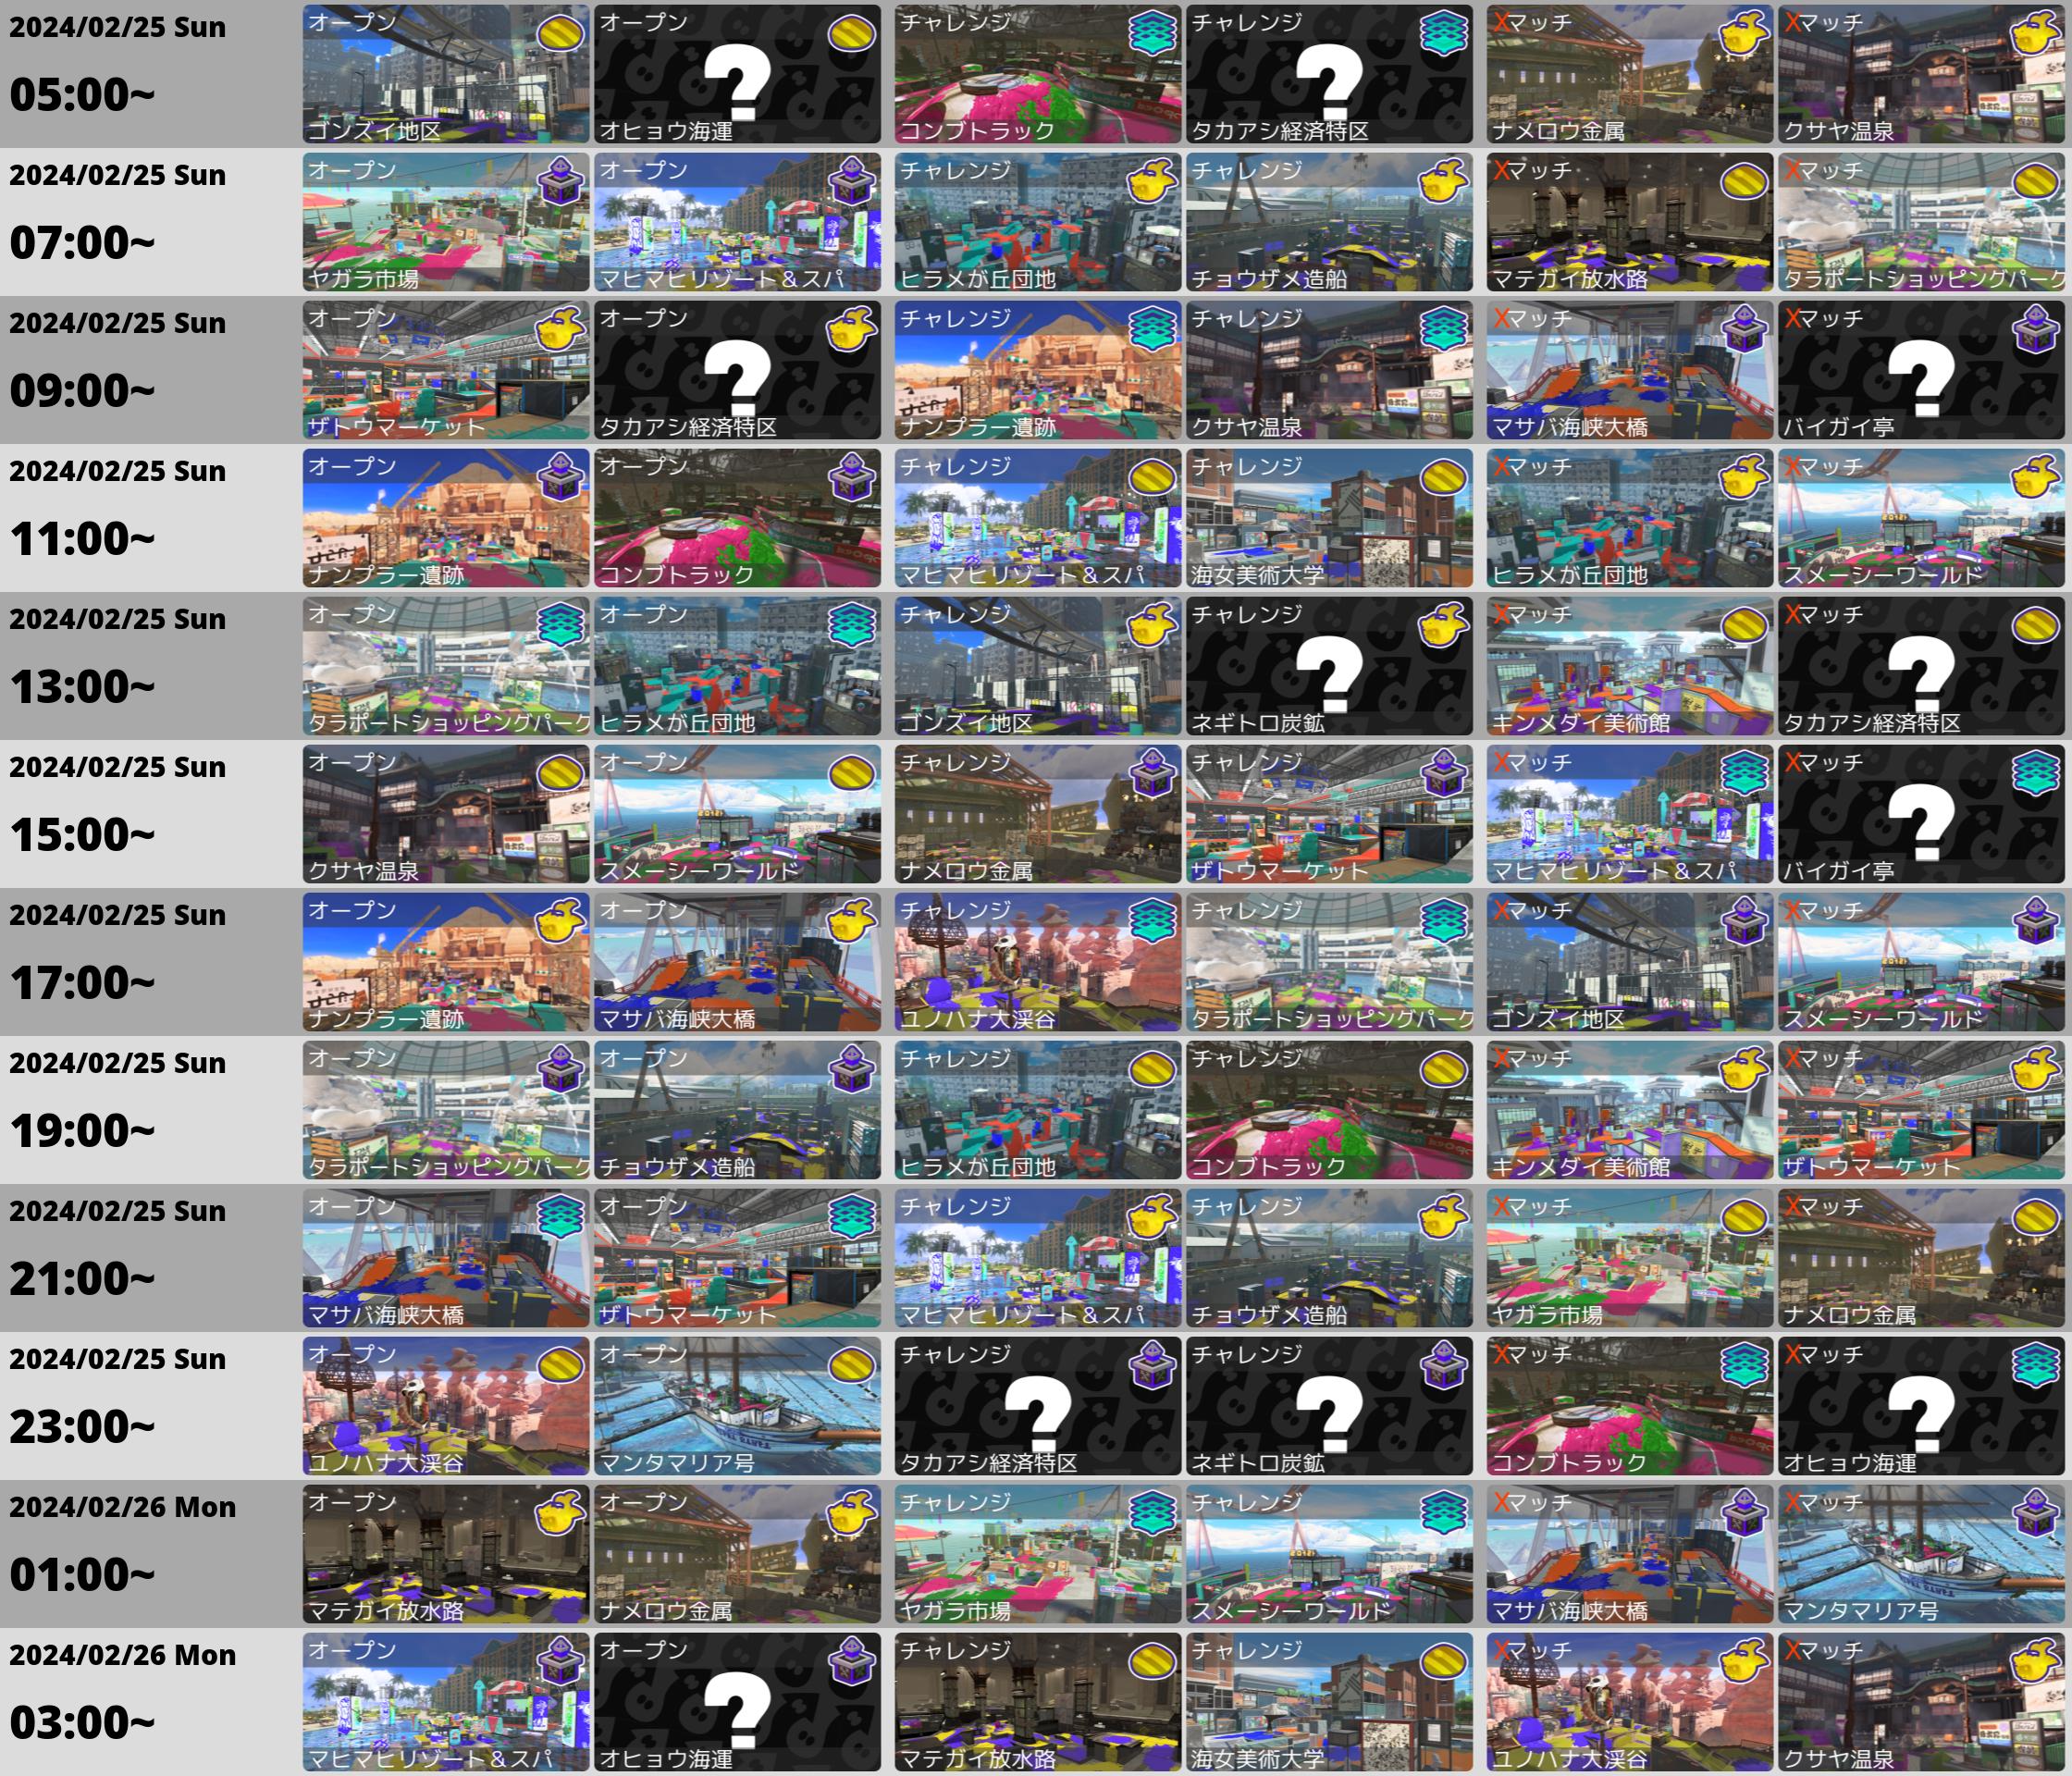 2024/02/25 Sun
05:00~
オープン
ゴンズイ地区
オープン
オヒョウ海運
チャレンジ
コンブトラック
チャレンジ
タカアシ経済特区
Xマッチ
ナメロウ金属
Xマッチ
クサヤ温泉
2024/02/25 Sun
07:00~
オープン
ヤガラ市場
オープン
マヒマヒリゾート＆スパ
チャレンジ
ヒラメが丘団地
チャレンジ
チョウザメ造船
Xマッチ
マテガイ放水路
Xマッチ
タラポートショッピングパーク
2024/02/25 Sun
09:00~
オープン
ザトウマーケット
オープン
タカアシ経済特区
チャレンジ
ナンプラー遺跡
チャレンジ
クサヤ温泉
Xマッチ
マサバ海峡大橋
Xマッチ
バイガイ亭
2024/02/25 Sun
11:00~
オープン
ナンプラー遺跡
オープン
コンブトラック
チャレンジ
マヒマヒリゾート＆スパ
チャレンジ
海女美術大学
Xマッチ
ヒラメが丘団地
Xマッチ
スメーシーワールド
2024/02/25 Sun
13:00~
オープン
タラポートショッピングパーク
オープン
ヒラメが丘団地
チャレンジ
ゴンズイ地区
チャレンジ
ネギトロ炭鉱
Xマッチ
キンメダイ美術館
Xマッチ
タカアシ経済特区
2024/02/25 Sun
15:00~
オープン
クサヤ温泉
オープン
スメーシーワールド
チャレンジ
ナメロウ金属
チャレンジ
ザトウマーケット
Xマッチ
マヒマヒリゾート＆スパ
Xマッチ
バイガイ亭
2024/02/25 Sun
17:00~
オープン
ナンプラー遺跡
オープン
マサバ海峡大橋
チャレンジ
ユノハナ大渓谷
チャレンジ
タラポートショッピングパーク
Xマッチ
ゴンズイ地区
Xマッチ
スメーシーワールド
2024/02/25 Sun
19:00~
オープン
タラポートショッピングパーク
オープン
チョウザメ造船
チャレンジ
ヒラメが丘団地
チャレンジ
コンブトラック
Xマッチ
キンメダイ美術館
Xマッチ
ザトウマーケット
2024/02/25 Sun
21:00~
オープン
マサバ海峡大橋
オープン
ザトウマーケット
チャレンジ
マヒマヒリゾート＆スパ
チャレンジ
チョウザメ造船
Xマッチ
ヤガラ市場
Xマッチ
ナメロウ金属
2024/02/25 Sun
23:00~
オープン
ユノハナ大渓谷
オープン
マンタマリア号
チャレンジ
タカアシ経済特区
チャレンジ
ネギトロ炭鉱
Xマッチ
コンブトラック
Xマッチ
オヒョウ海運
2024/02/26 Mon
01:00~
オープン
マテガイ放水路
オープン
ナメロウ金属
チャレンジ
ヤガラ市場
チャレンジ
スメーシーワールド
Xマッチ
マサバ海峡大橋
Xマッチ
マンタマリア号
2024/02/26 Mon
03:00~
オープン
マヒマヒリゾート＆スパ
オープン
オヒョウ海運
チャレンジ
マテガイ放水路
チャレンジ
海女美術大学
Xマッチ
ユノハナ大渓谷
Xマッチ
クサヤ温泉